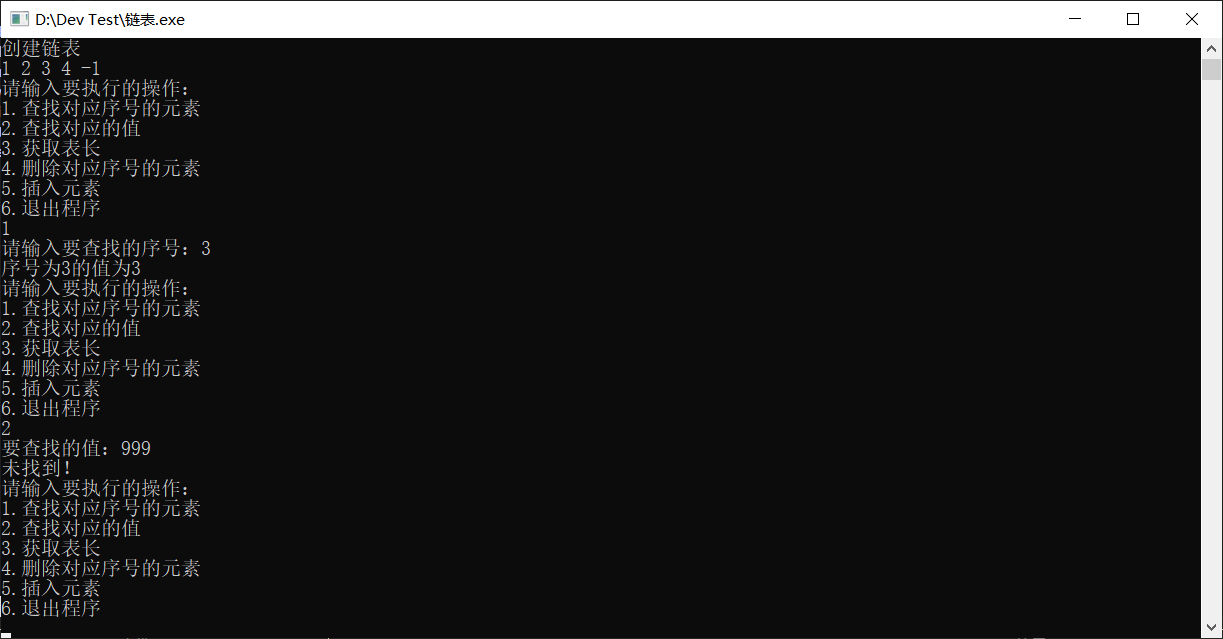 D:\Dev Test\链表.exe
创建链表
1 2 3 4 -1
请输入要执行的操作：
1.查找对应序号的元素
2.查找对应的值
3.获取表长
4.删除对应序号的元素
5.插入元素
6.退出程序
1
请输入要查找的序号：3
序号为3的值为3
请输入要执行的操作：
1.查找对应序号的元素
2.查找对应的值
3.获取表长
4.删除对应序号的元素
5.插入元素
6.退出程序
2
要查找的值：999
未找到！
请输入要执行的操作：
1.查找对应序号的元素
2.查找对应的值
3.获取表长
4.删除对应序号的元素
5.插入元素
6.退出程序